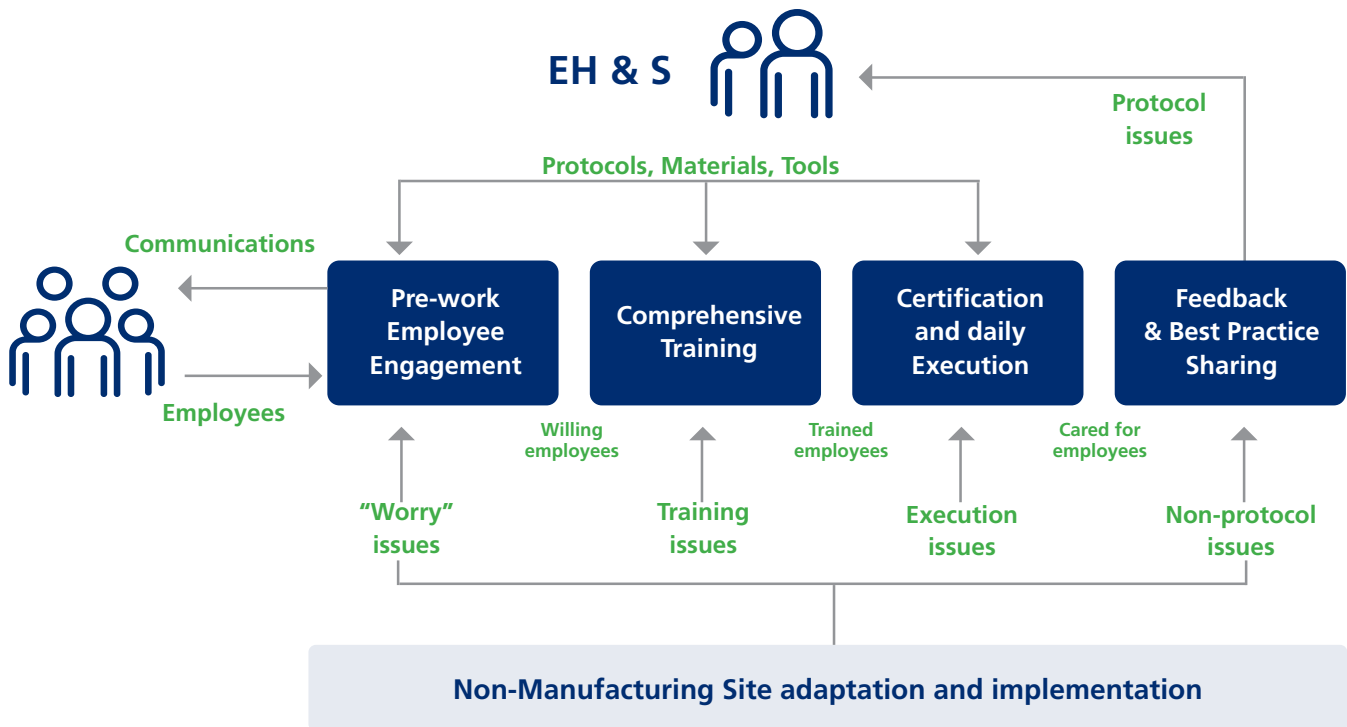 EH & S
Protocol
issues
Protocols, Materials, Tools
Communications
Employees
Pre-work
Employee
Engagement
Comprehensive
Training
Certification
and daily
Execution
Feedback
& Best Practice
Sharing
Willing
employees
Trained
employees
Cared for
employees
“Worry”
issues
Training
issues
Execution
issues
Non-protocol
issues
Non-Manufacturing Site adaptation and implementation